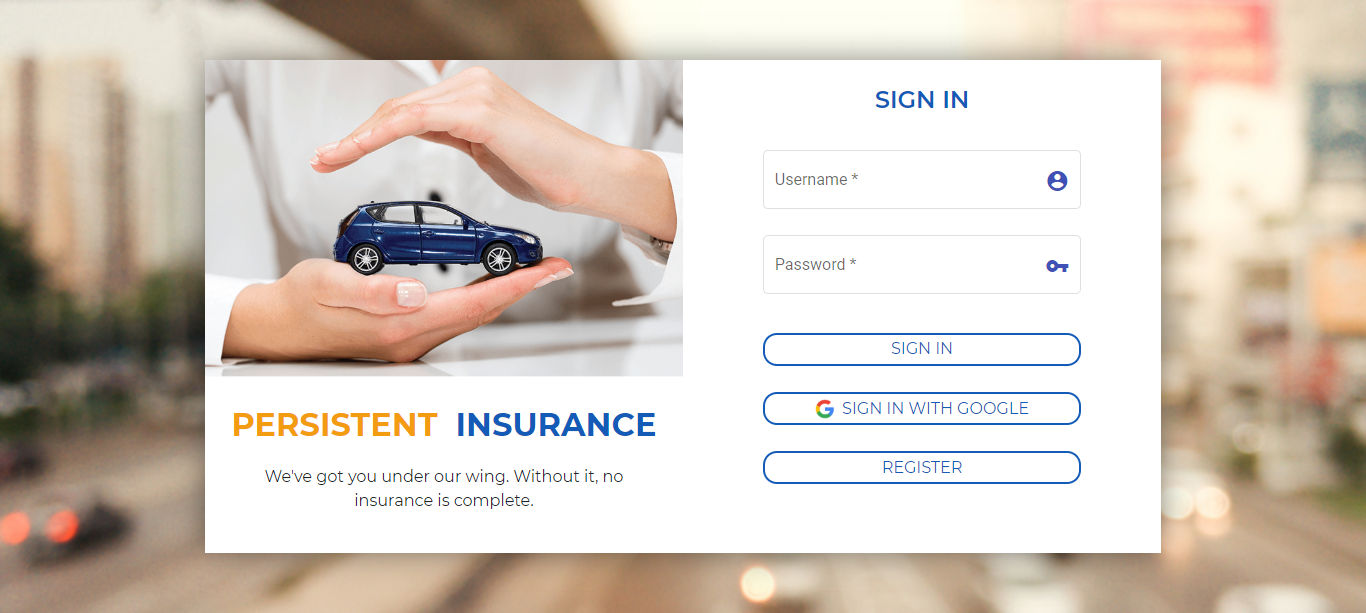 SIGN IN
Username *
Password *
SIGN IN
SIGN IN WITH GOOGLE
REGISTER
PERSISTENT INSURANCE
We've got you under our wing. Without it, no
insurance is complete.